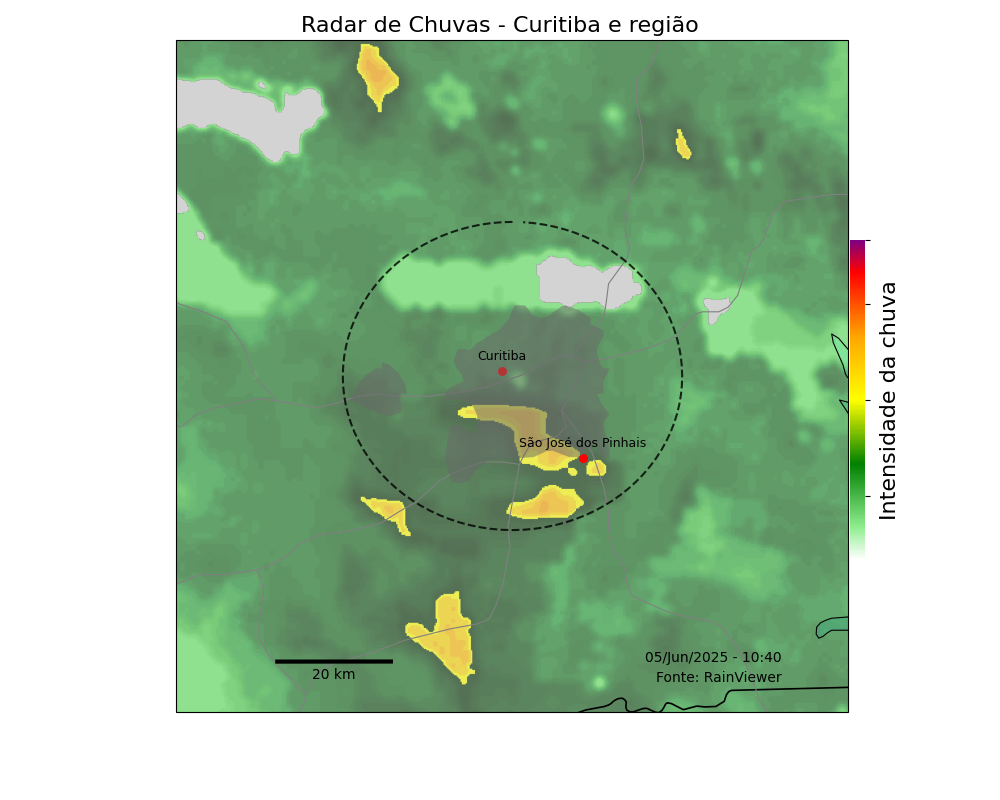 Radar de Chuvas - Curitiba e região
Curitiba
São José dos Pinhais
Intensidade da chuva
05/Jun/2025 - 10:40
20 km
Fonte: RainViewer